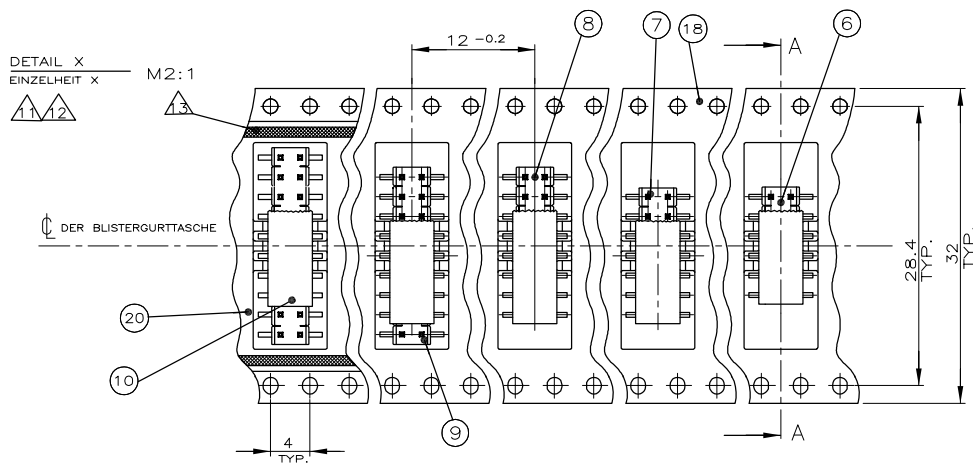 DETAIL X
EINZELHEIT X
M2:1
11 12
13
12 -0.2
8
7
18
A
6
℄ DER BLISTERGURTTASCHE
28.4
TYP.
32
TYP.
20
10
9
A
4
TYP.